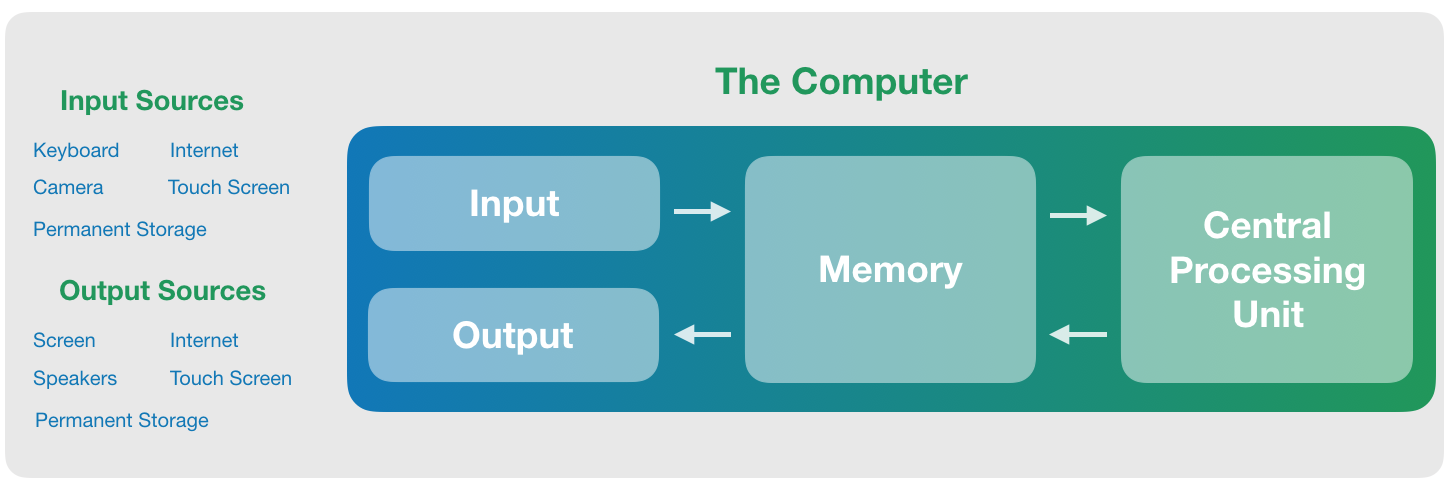 The Computer
Input Sources
Keyboard Internet
Camera Touch Screen
Permanent Storage
Output Sources
Screen Internet
Speakers Touch Screen
Permanent Storage
Input
Output
Memory
Central
Processing
Unit